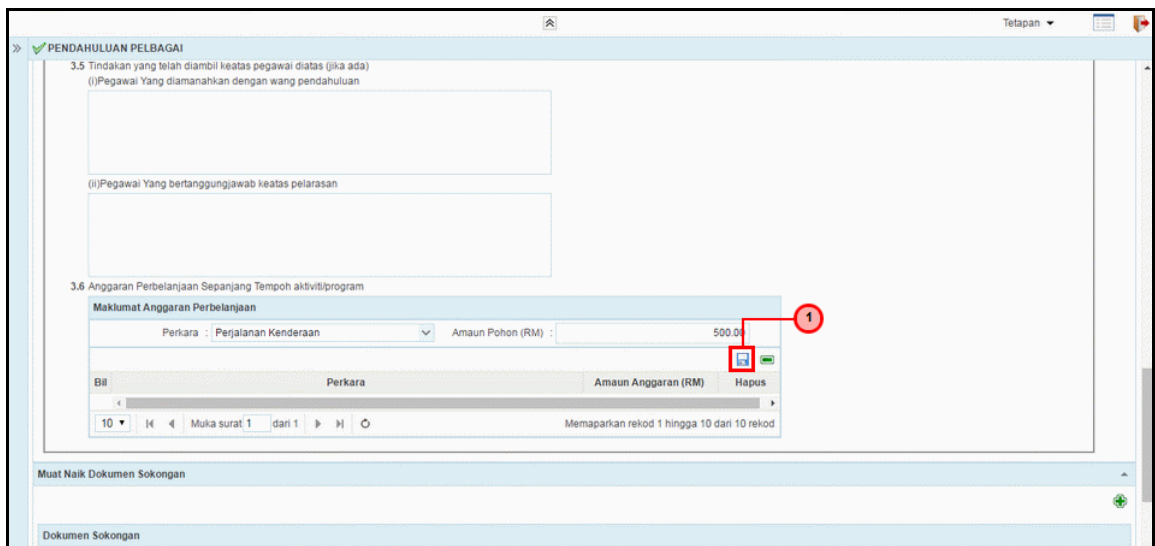 Tetapan
PENDAHULUAN PELBAGAI
3.5 Tindakan yang telah diambil keatas pegawai diatas (jika ada)
(i)Pegawai Yang diamanahkan dengan wang pendahuluan
(ii)Pegawai Yang bertanggungjawab keatas pelarasan
3.6 Anggaran Perbelanjaan Sepanjang Tempoh aktiviti/program
Maklumat Anggaran Perbelanjaan
Perkara : Perjalanan Kenderaan Amaun Pohon (RM) : 500.00
1
Bil Perkara Amaun Anggaran (RM) Hapus
10 Muka surat 1 dari 1 Memaparkan rekod 1 hingga 10 dari 10 rekod
Muat Naik Dokumen Sokongan
Dokumen Sokongan